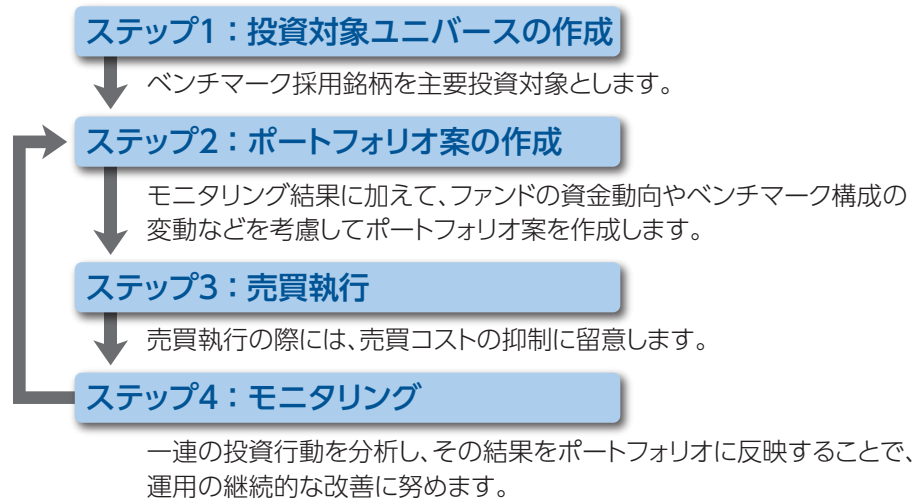 ステップ1：投資対象ユニバースの作成
ベンチマーク採用銘柄を主要投資対象とします。
ステップ2：ポートフォリオ案の作成
モニタリング結果に加えて、ファンドの資金動向やベンチマーク構成の
変動などを考慮してポートフォリオ案を作成します。
ステップ3：売買執行
売買執行の際には、売買コストの抑制に留意します。
ステップ4：モニタリング
一連の投資行動を分析し、その結果をポートフォリオに反映することで、
運用の継続的な改善に努めます。